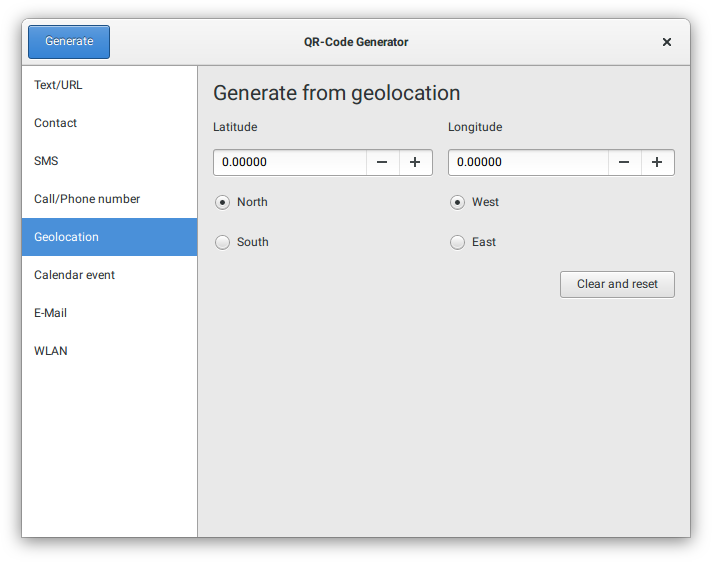 Generate
QR-Code Generator
Text/URL
Contact
SMS
Call/Phone number
Geolocation
Calendar event
E-Mail
WLAN
Generate from geolocation
Latitude
Longitude
0.00000
0.00000
North
West
South
East
Clear and reset